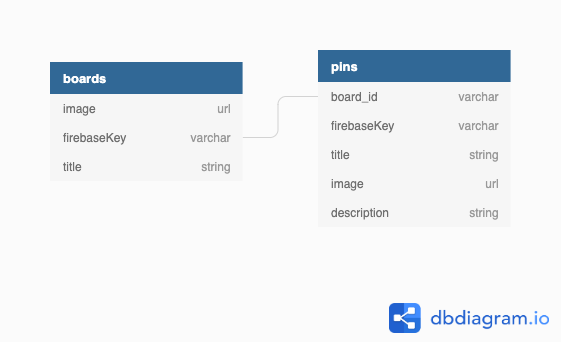 boards
image url
firebaseKey varchar
title string
pins
board_id varchar
firebaseKey varchar
title string
image url
description string
dbdiagram.io